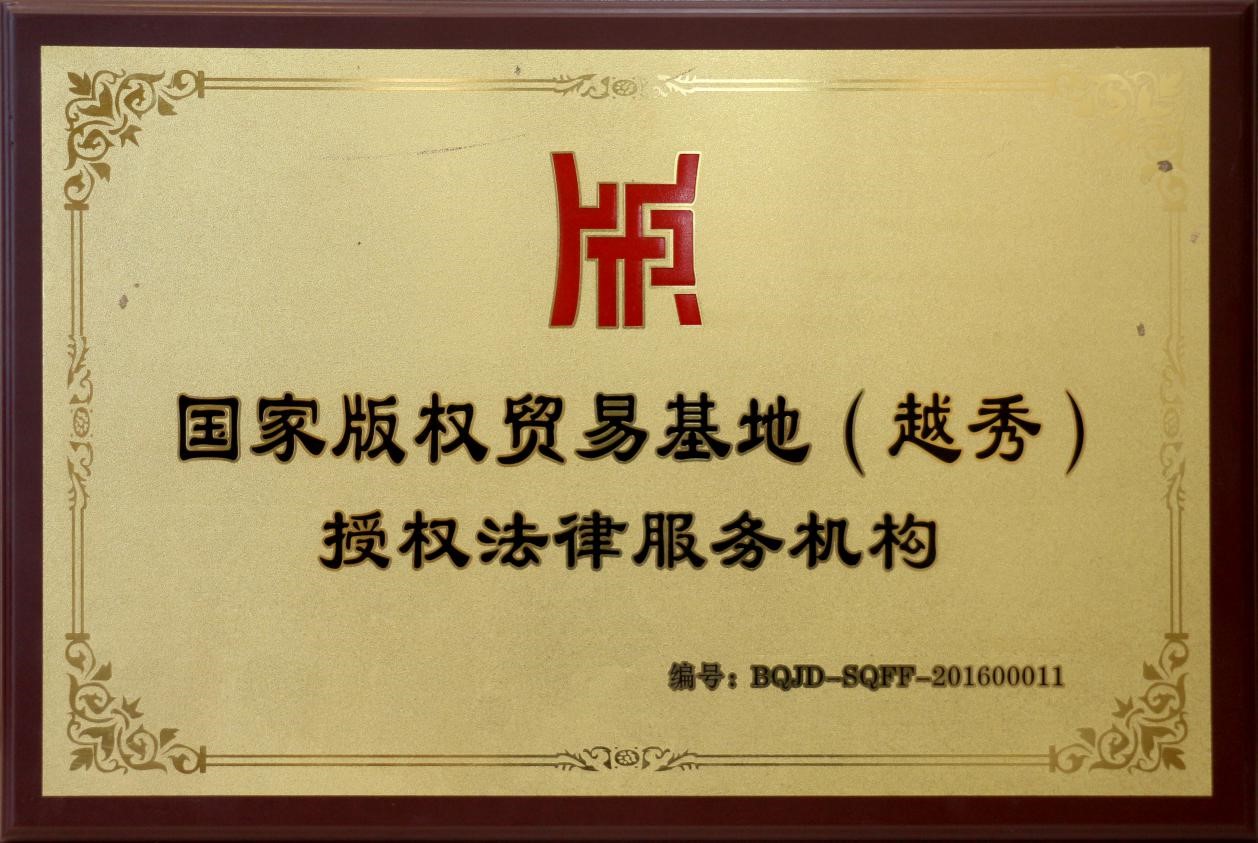 版
国家版权贸易基地（越秀）
授权法律服务机构
编号：BQJD-SQFF-201600011